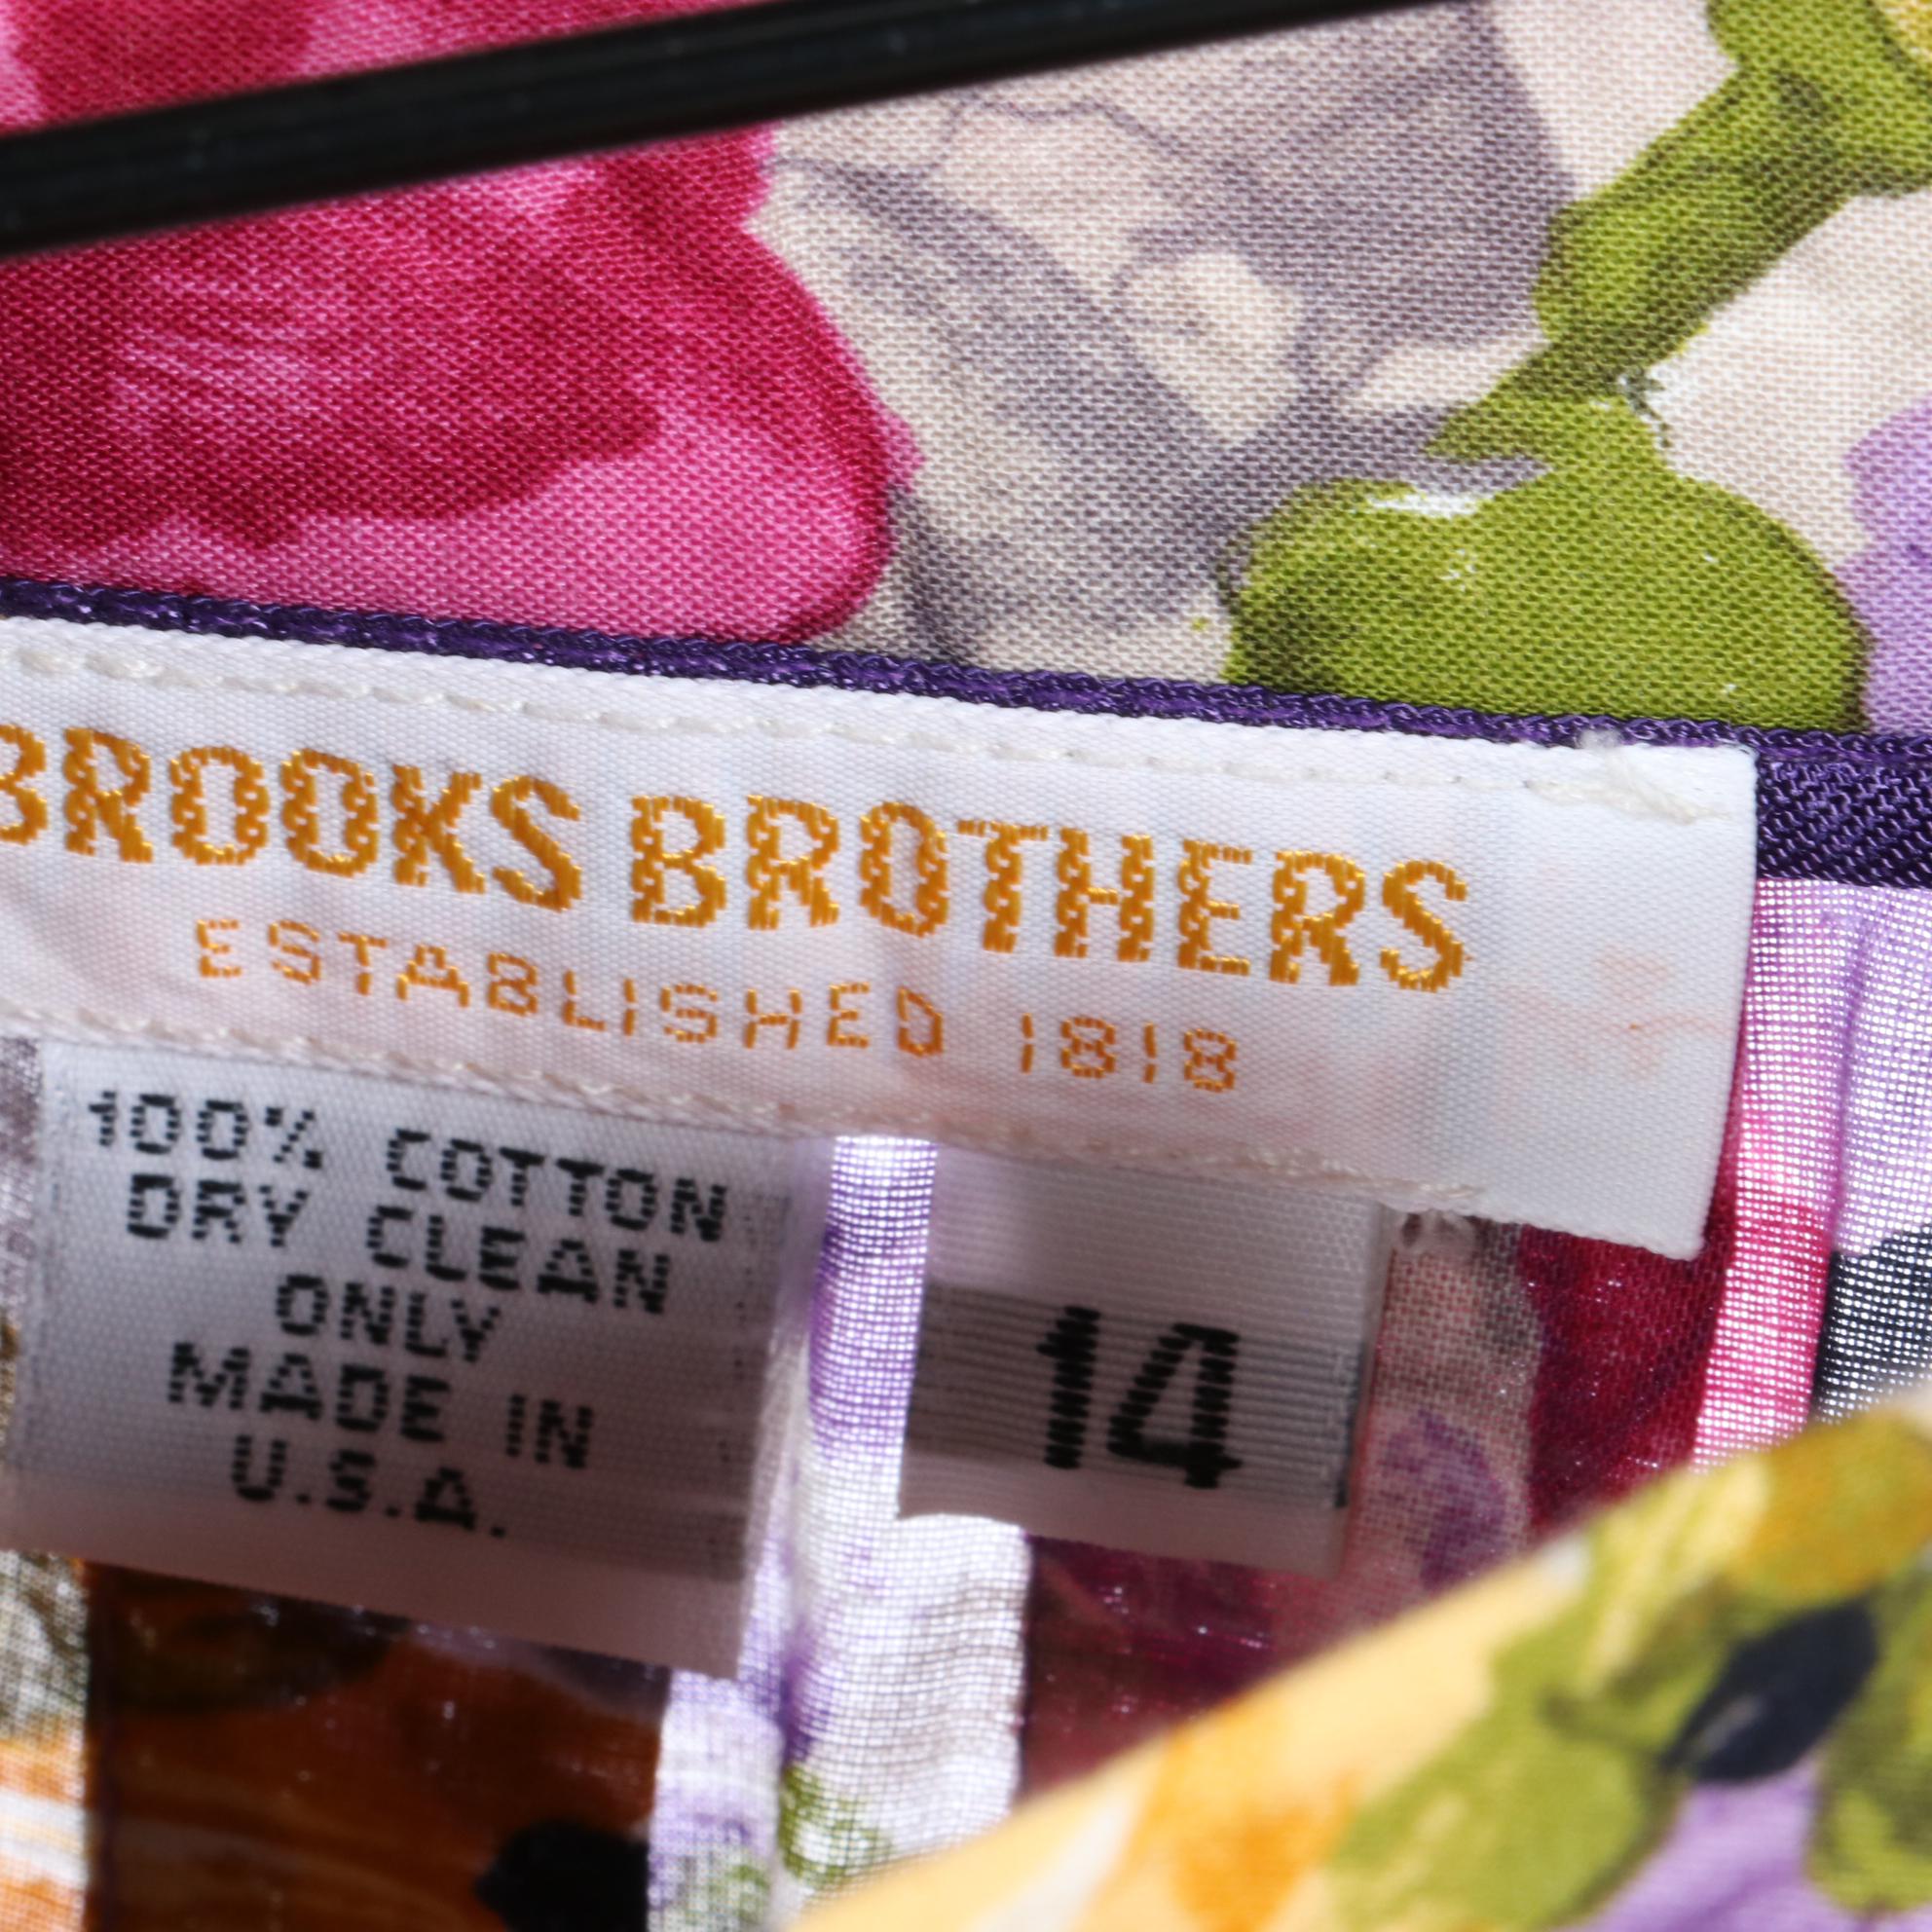 BROOKS BROTHERS
ESTABLISHED 1818
100% COTTON
DRY CLEAN
ONLY
MADE IN
U.S.A.
14